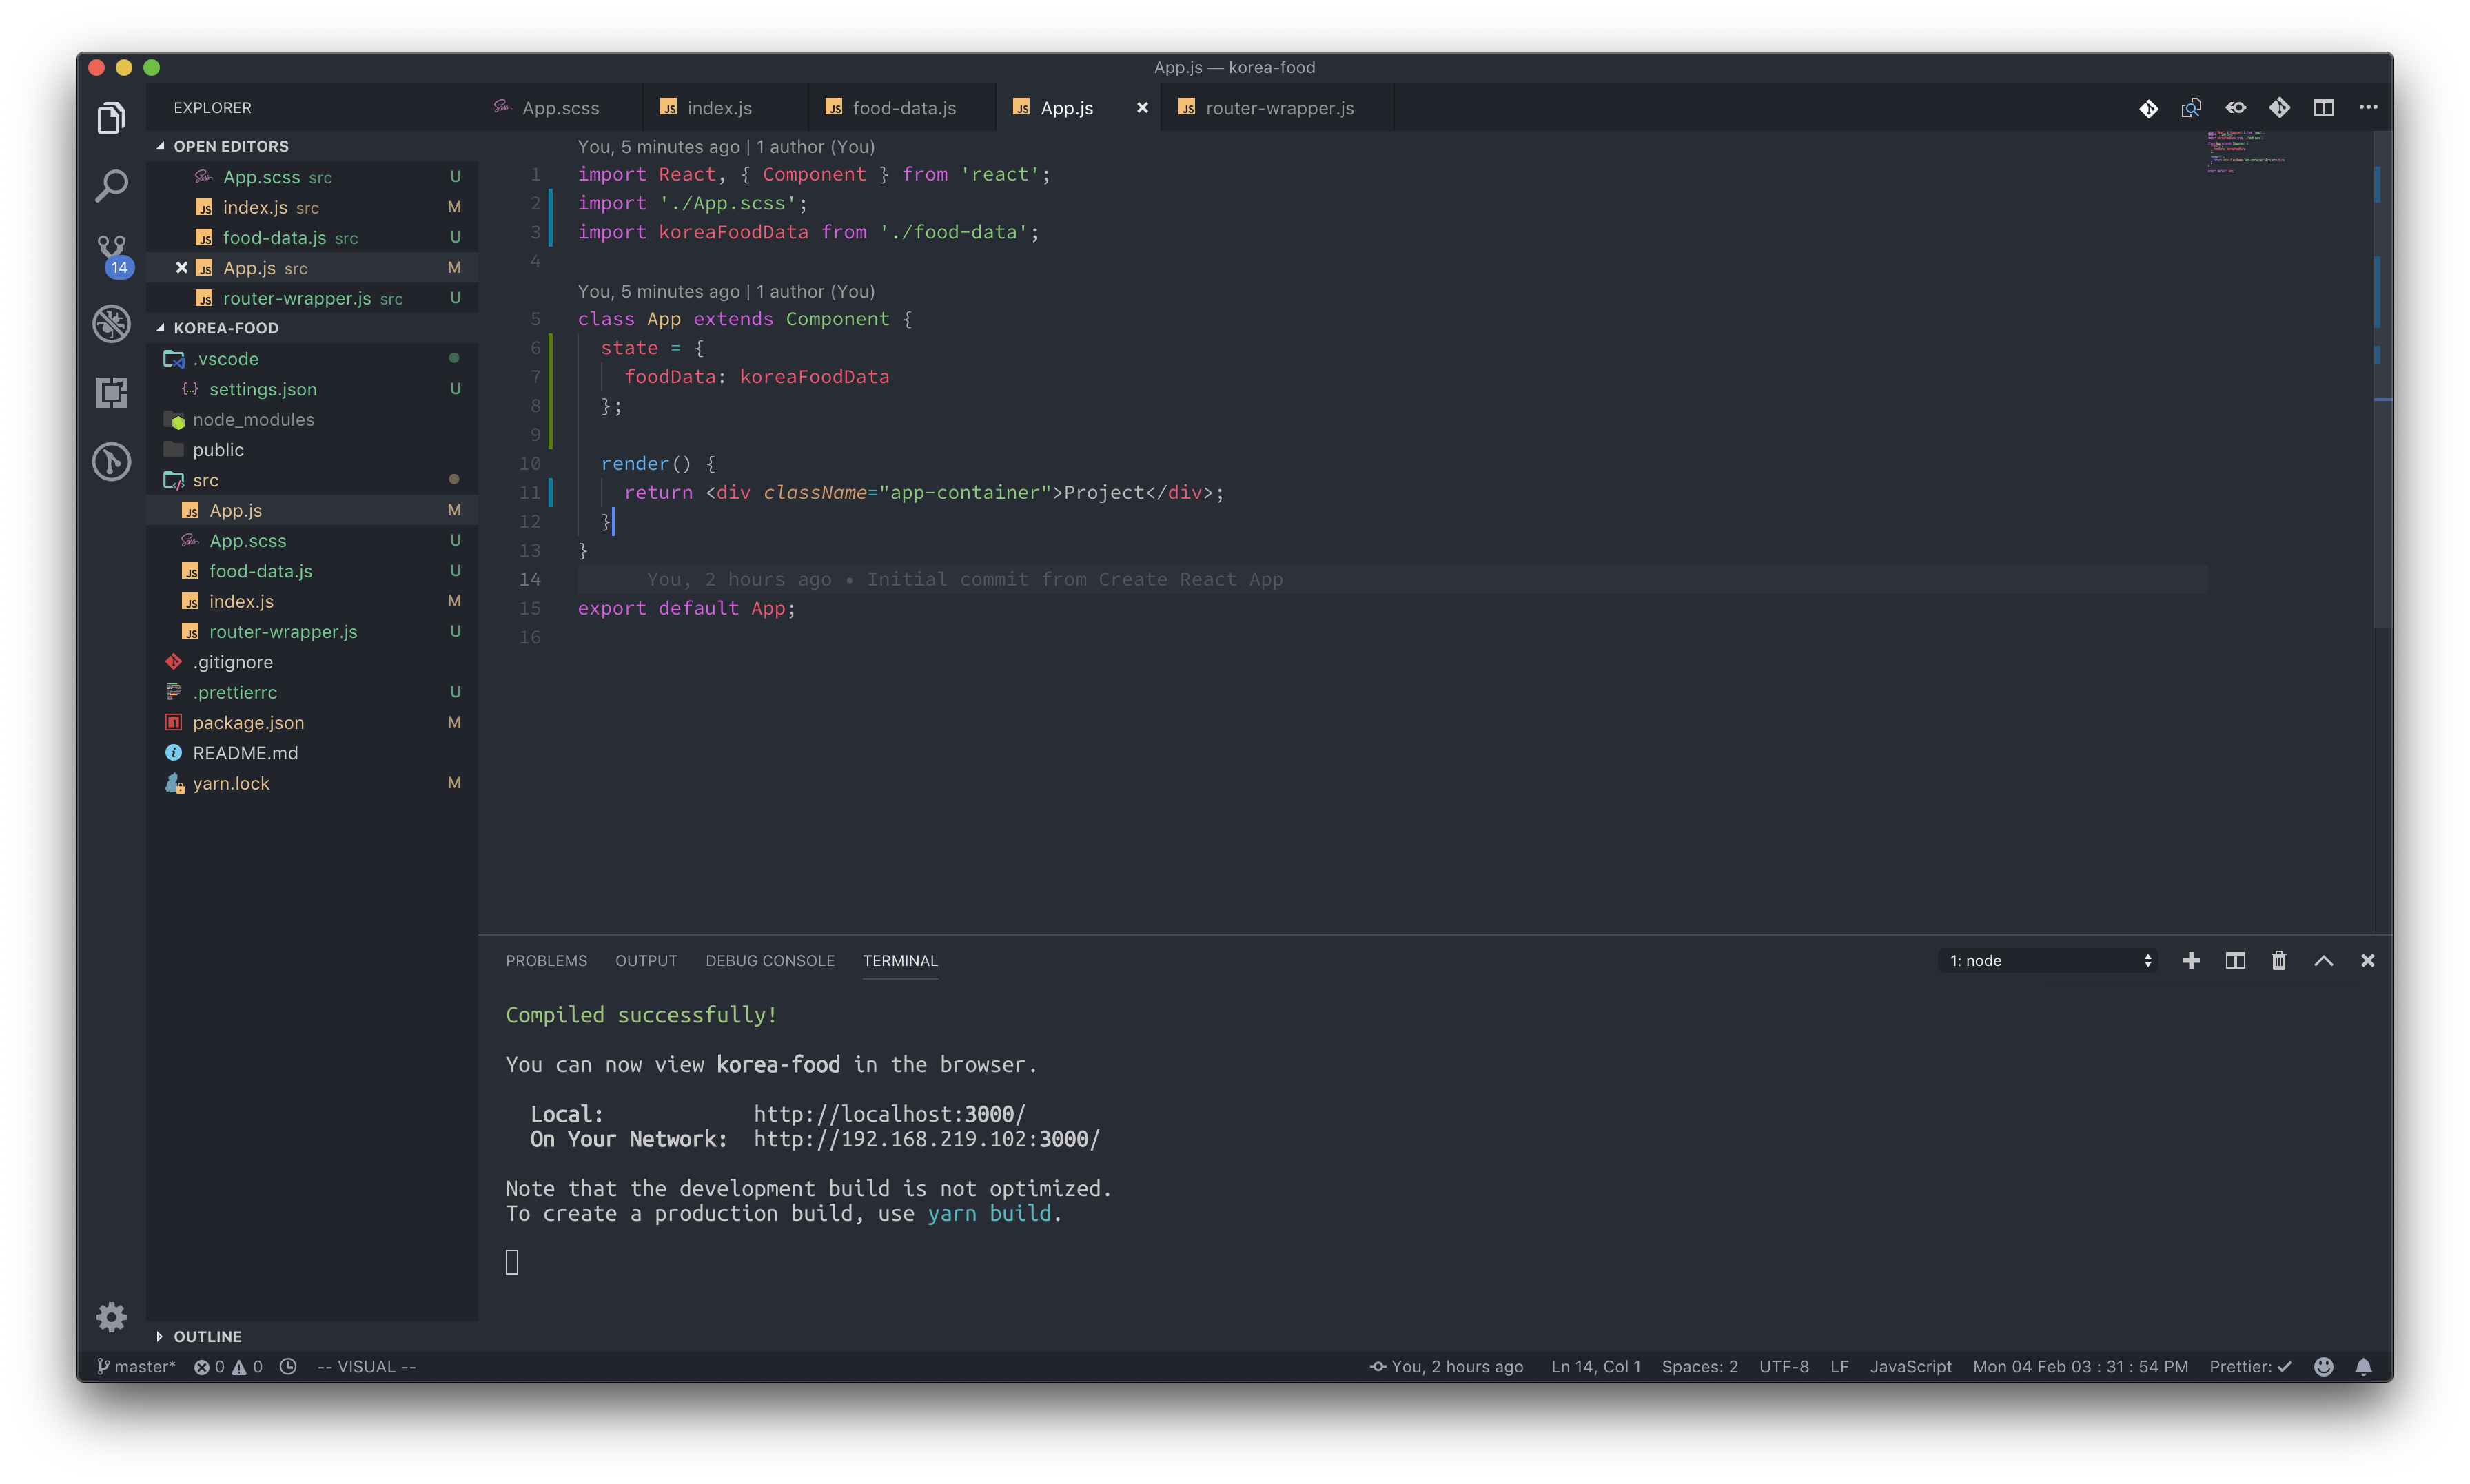 App.js — korea-food
EXPLORER
App.scss
index.js
food-data.js
App.js
router-wrapper.js
OPEN EDITORS
App.scss src U
index.js src M
food-data.js src U
App.js src M
router-wrapper.js src U
14
KOREA-FOOD
.vscode
settings.json U
node_modules
public
src
App.js M
App.scss U
food-data.js U
index.js M
router-wrapper.js U
.gitignore
.prettierrc U
package.json M
README.md
yarn.lock M
OUTLINE
You, 5 minutes ago | 1 author (You)
1 import React, { Component } from 'react';
2 import './App.scss';
3 import koreaFoodData from './food-data';
4
You, 5 minutes ago | 1 author (You)
5 class App extends Component {
6 state = {
7 foodData: koreaFoodData
8 };
9
10 render() {
11 return <div className="app-container">Project</div>;
12 }
13 }
14 You, 2 hours ago • Initial commit from Create React App
15 export default App;
16
PROBLEMS OUTPUT DEBUG CONSOLE TERMINAL
1: node
Compiled successfully!
You can now view korea-food in the browser.
Local: http://localhost:3000/
On Your Network: http://192.168.219.102:3000/
Note that the development build is not optimized.
To create a production build, use yarn build.
master* 0 0 -- VISUAL -- You, 2 hours ago Ln 14, Col 1 Spaces: 2 UTF-8 LF JavaScript Mon 04 Feb 03 : 31 : 54 PM Prettier: ✓